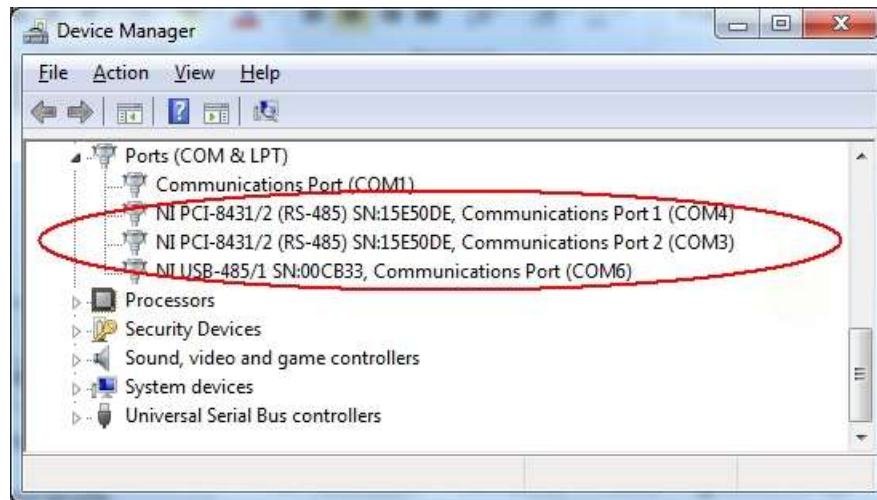 Device Manager
File Action View Help
Ports (COM & LPT)
Communications Port (COM1)
NI PCI-8431/2 (RS-485) SN:15E50DE, Communications Port 1 (COM4)
NI PCI-8431/2 (RS-485) SN:15E50DE, Communications Port 2 (COM3)
NI USB-485/1 SN:00CB33, Communications Port (COM6)
Processors
Security Devices
Sound, video and game controllers
System devices
Universal Serial Bus controllers